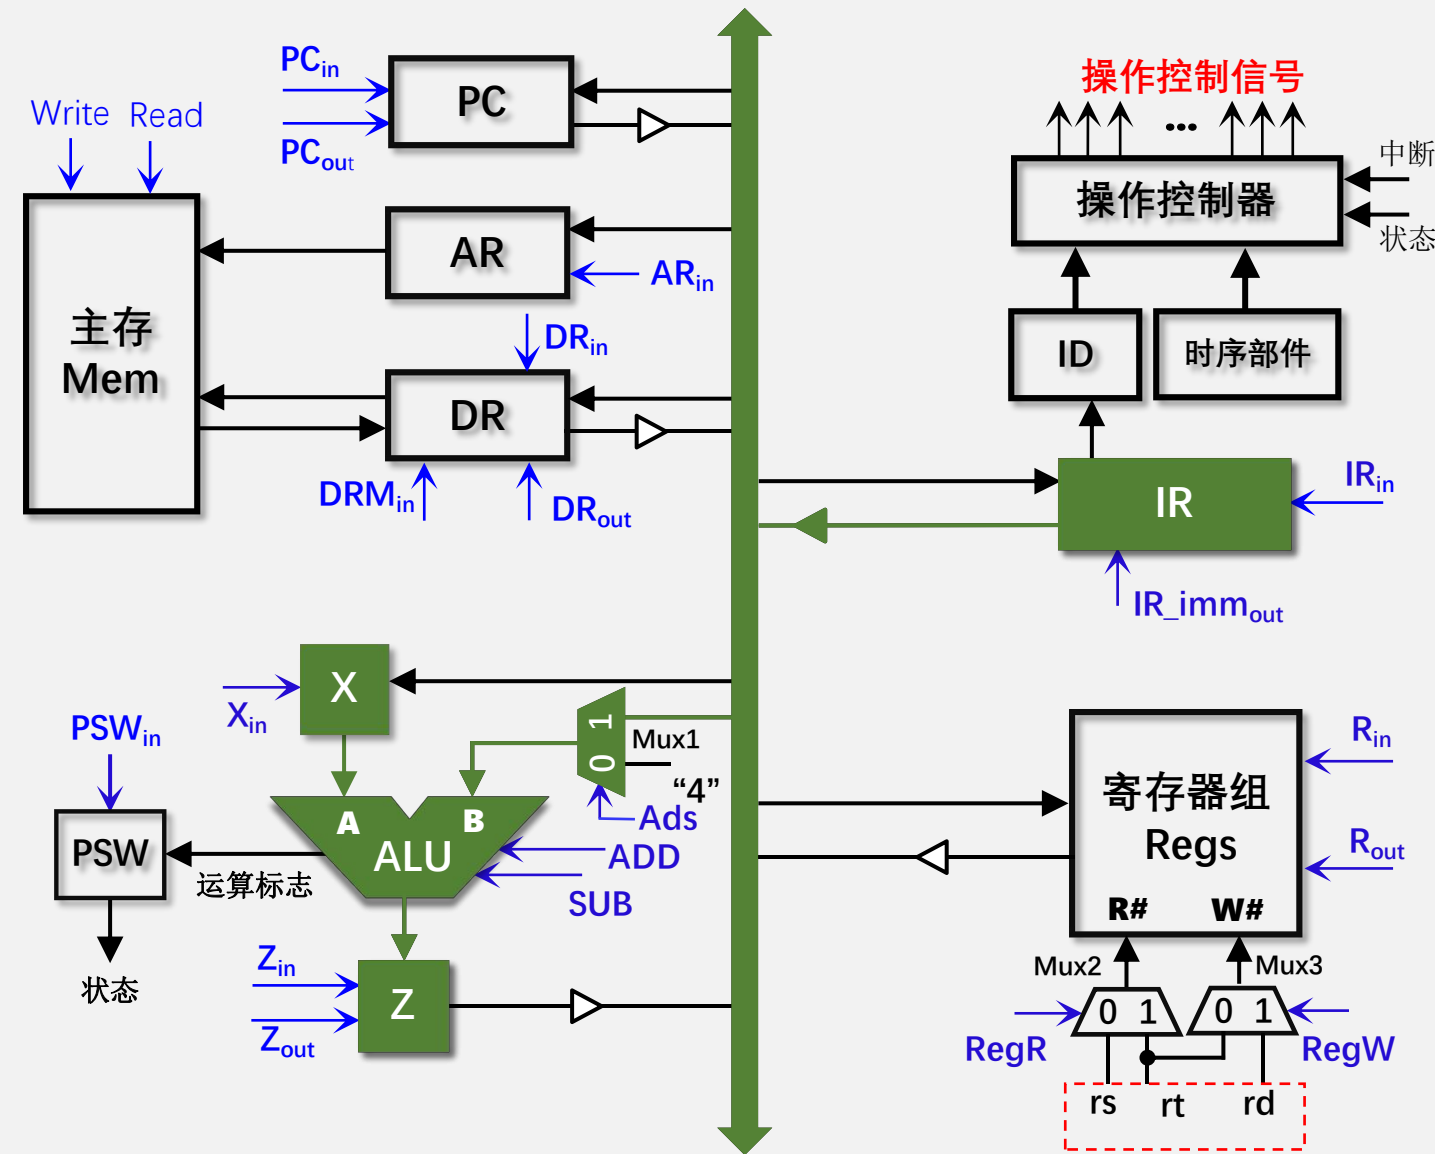 PCin
PC
PCout
Write
Read
操作控制信号
...
操作控制器
中断
状态
AR
ARin
主存
Mem
DRin
DR
DRMin
DRout
ID
时序部件
IR
IRin
IR_immout
X
Xin
PSWin
1
0
Mux1
"4"
Ads
A
B
ALU
ADD
SUB
PSW
运算标志
状态
Zin
Z
Zout
寄存器组
Regs
Rin
Rout
R#
W#
Mux2
Mux3
0 1
0 1
RegR
RegW
rs
rt
rd